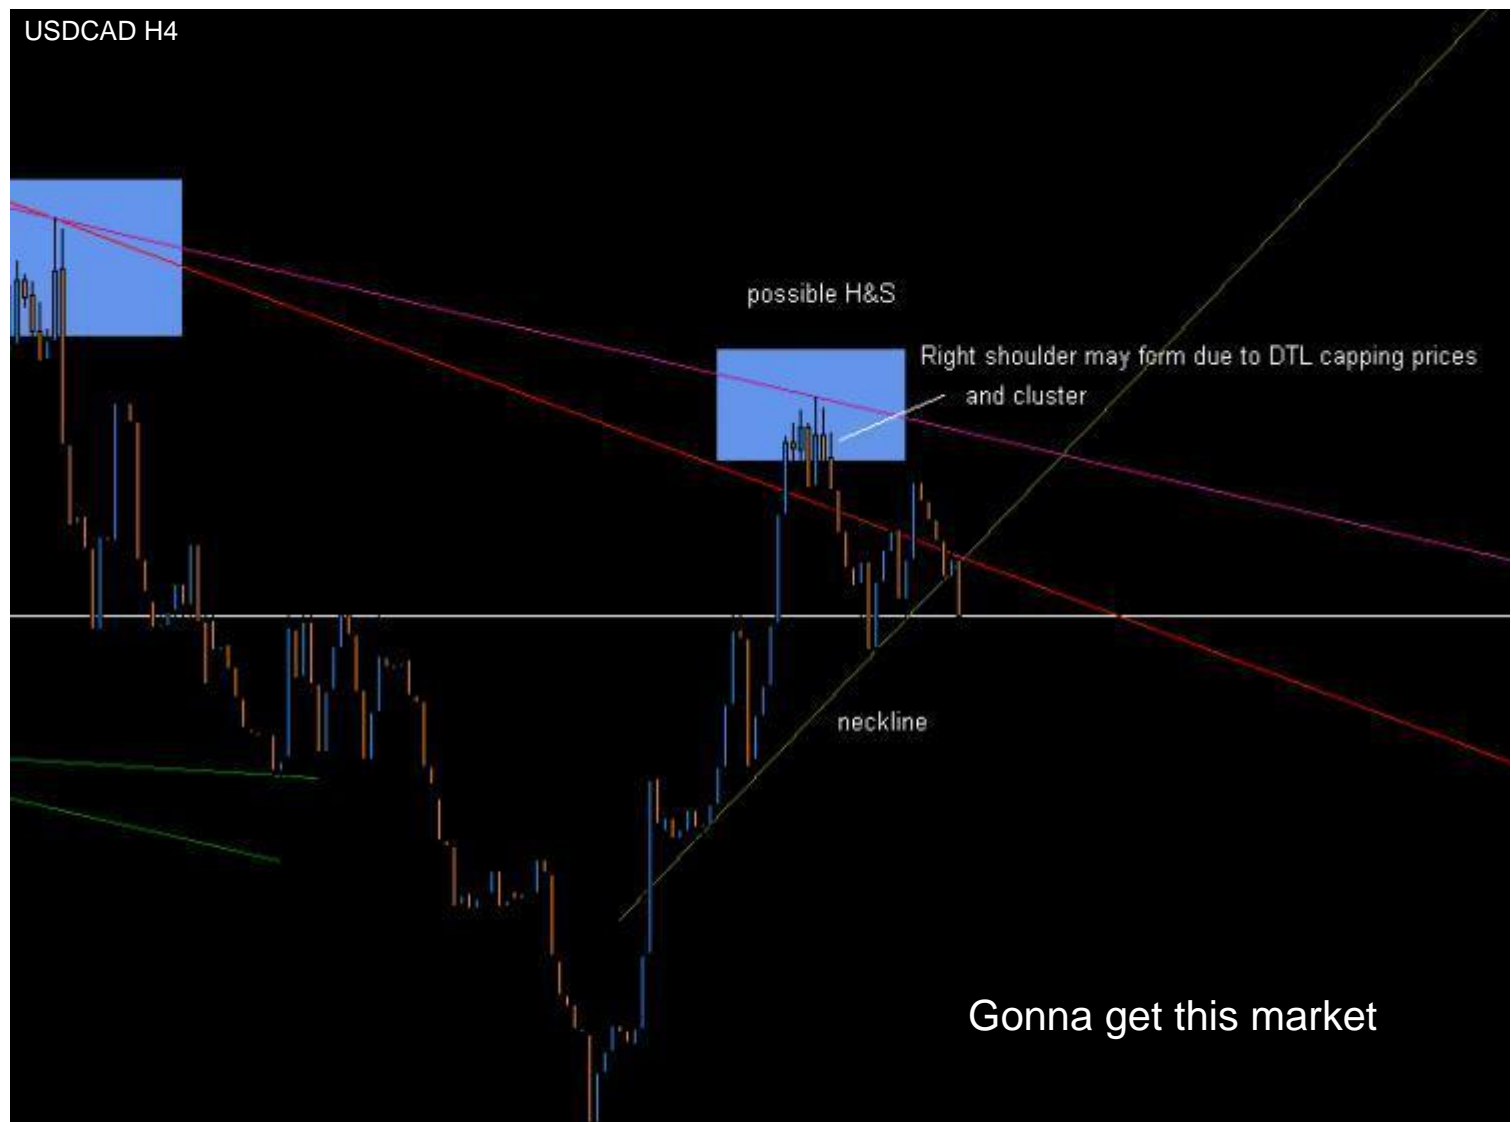 USDCAD H4
possible H&S
Right shoulder may form due to DTL capping prices
and cluster
neckline
Gonna get this market